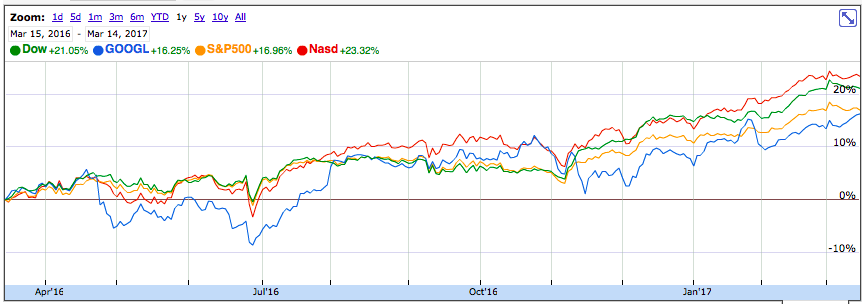 Zoom: 1d 5d 1m 3m 6m YTD 1y 5y 10y All
Mar 15, 2016 - Mar 14, 2017
Dow +21.05% GOOGL +16.25% S&P500 +16.96% Nasd +23.32%
20%
10%
0%
-10%
Apr'16 Jul'16 Oct'16 Jan'17